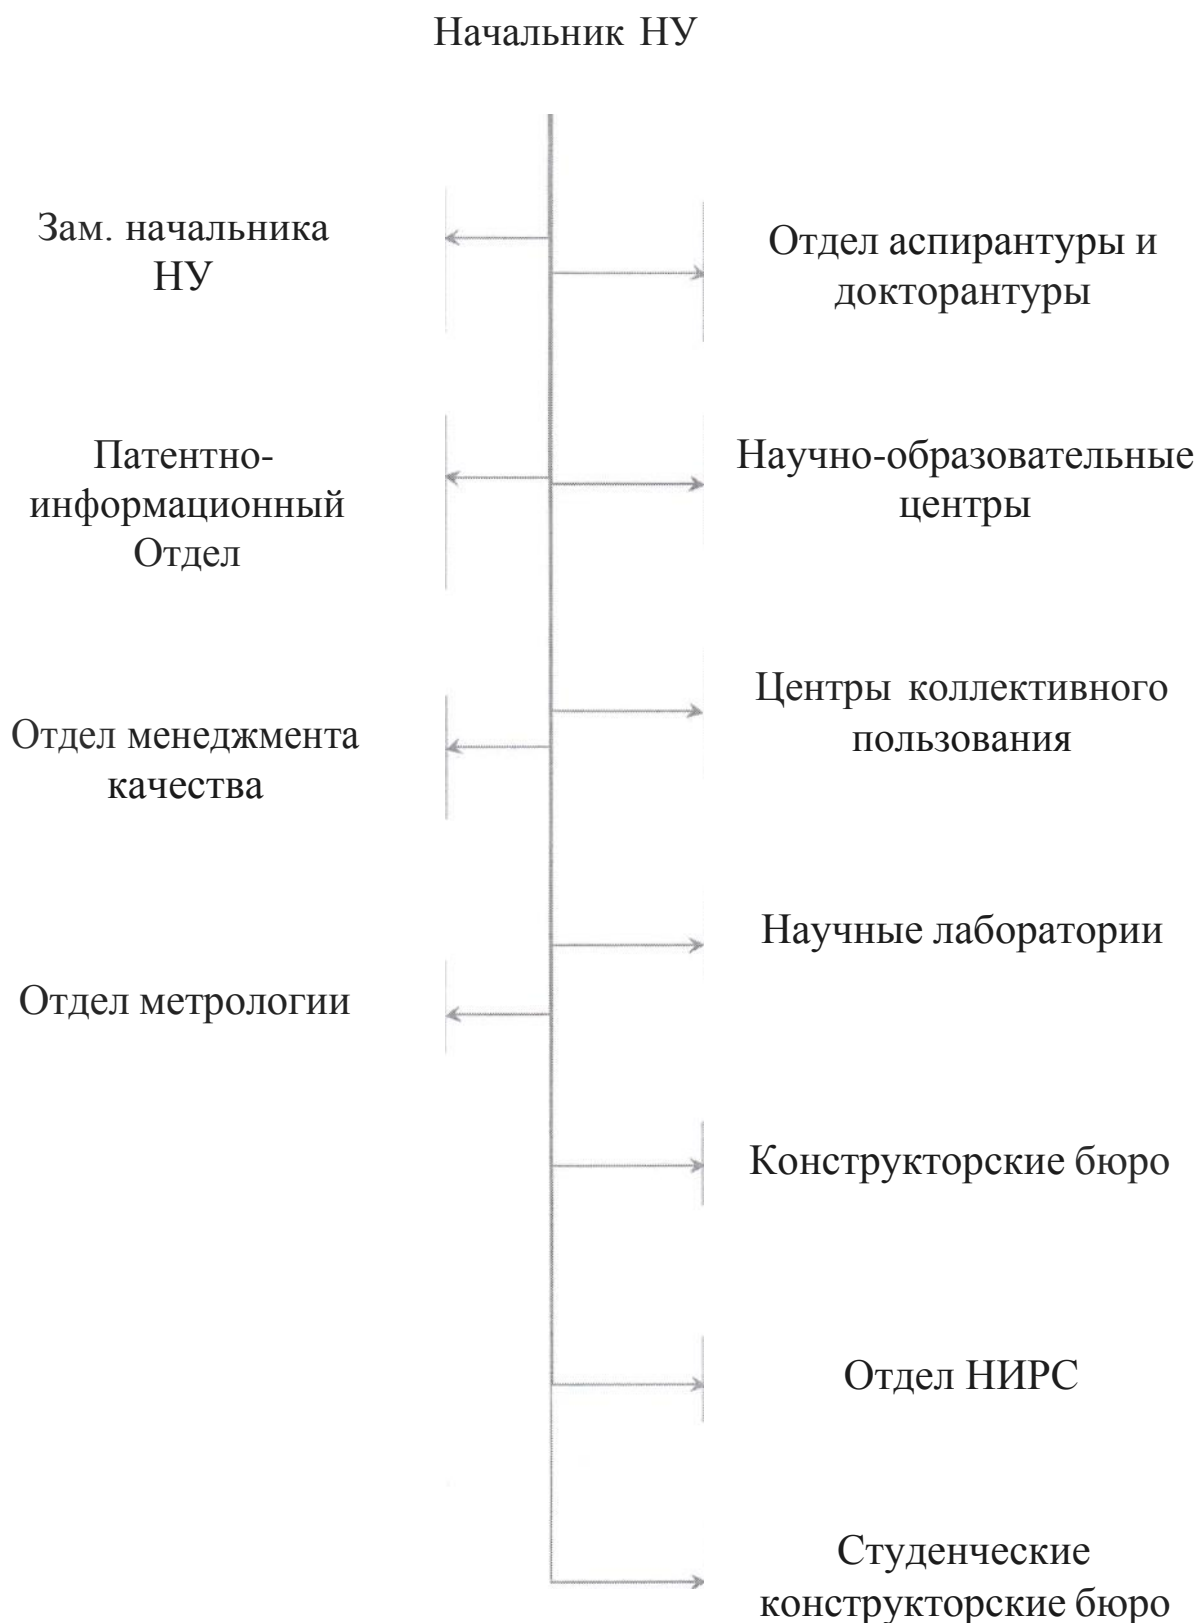 Начальник НУ
Зам. начальника
НУ
Отдел аспирантуры и
докторантуры
Патентно-
информационный
Отдел
Научно-образовательные
центры
Отдел менеджмента
качества
Центры коллективного
пользования
Научные лаборатории
Отдел метрологии
Конструкторские бюро
Отдел НИРС
Студенческие
конструкторские бюро